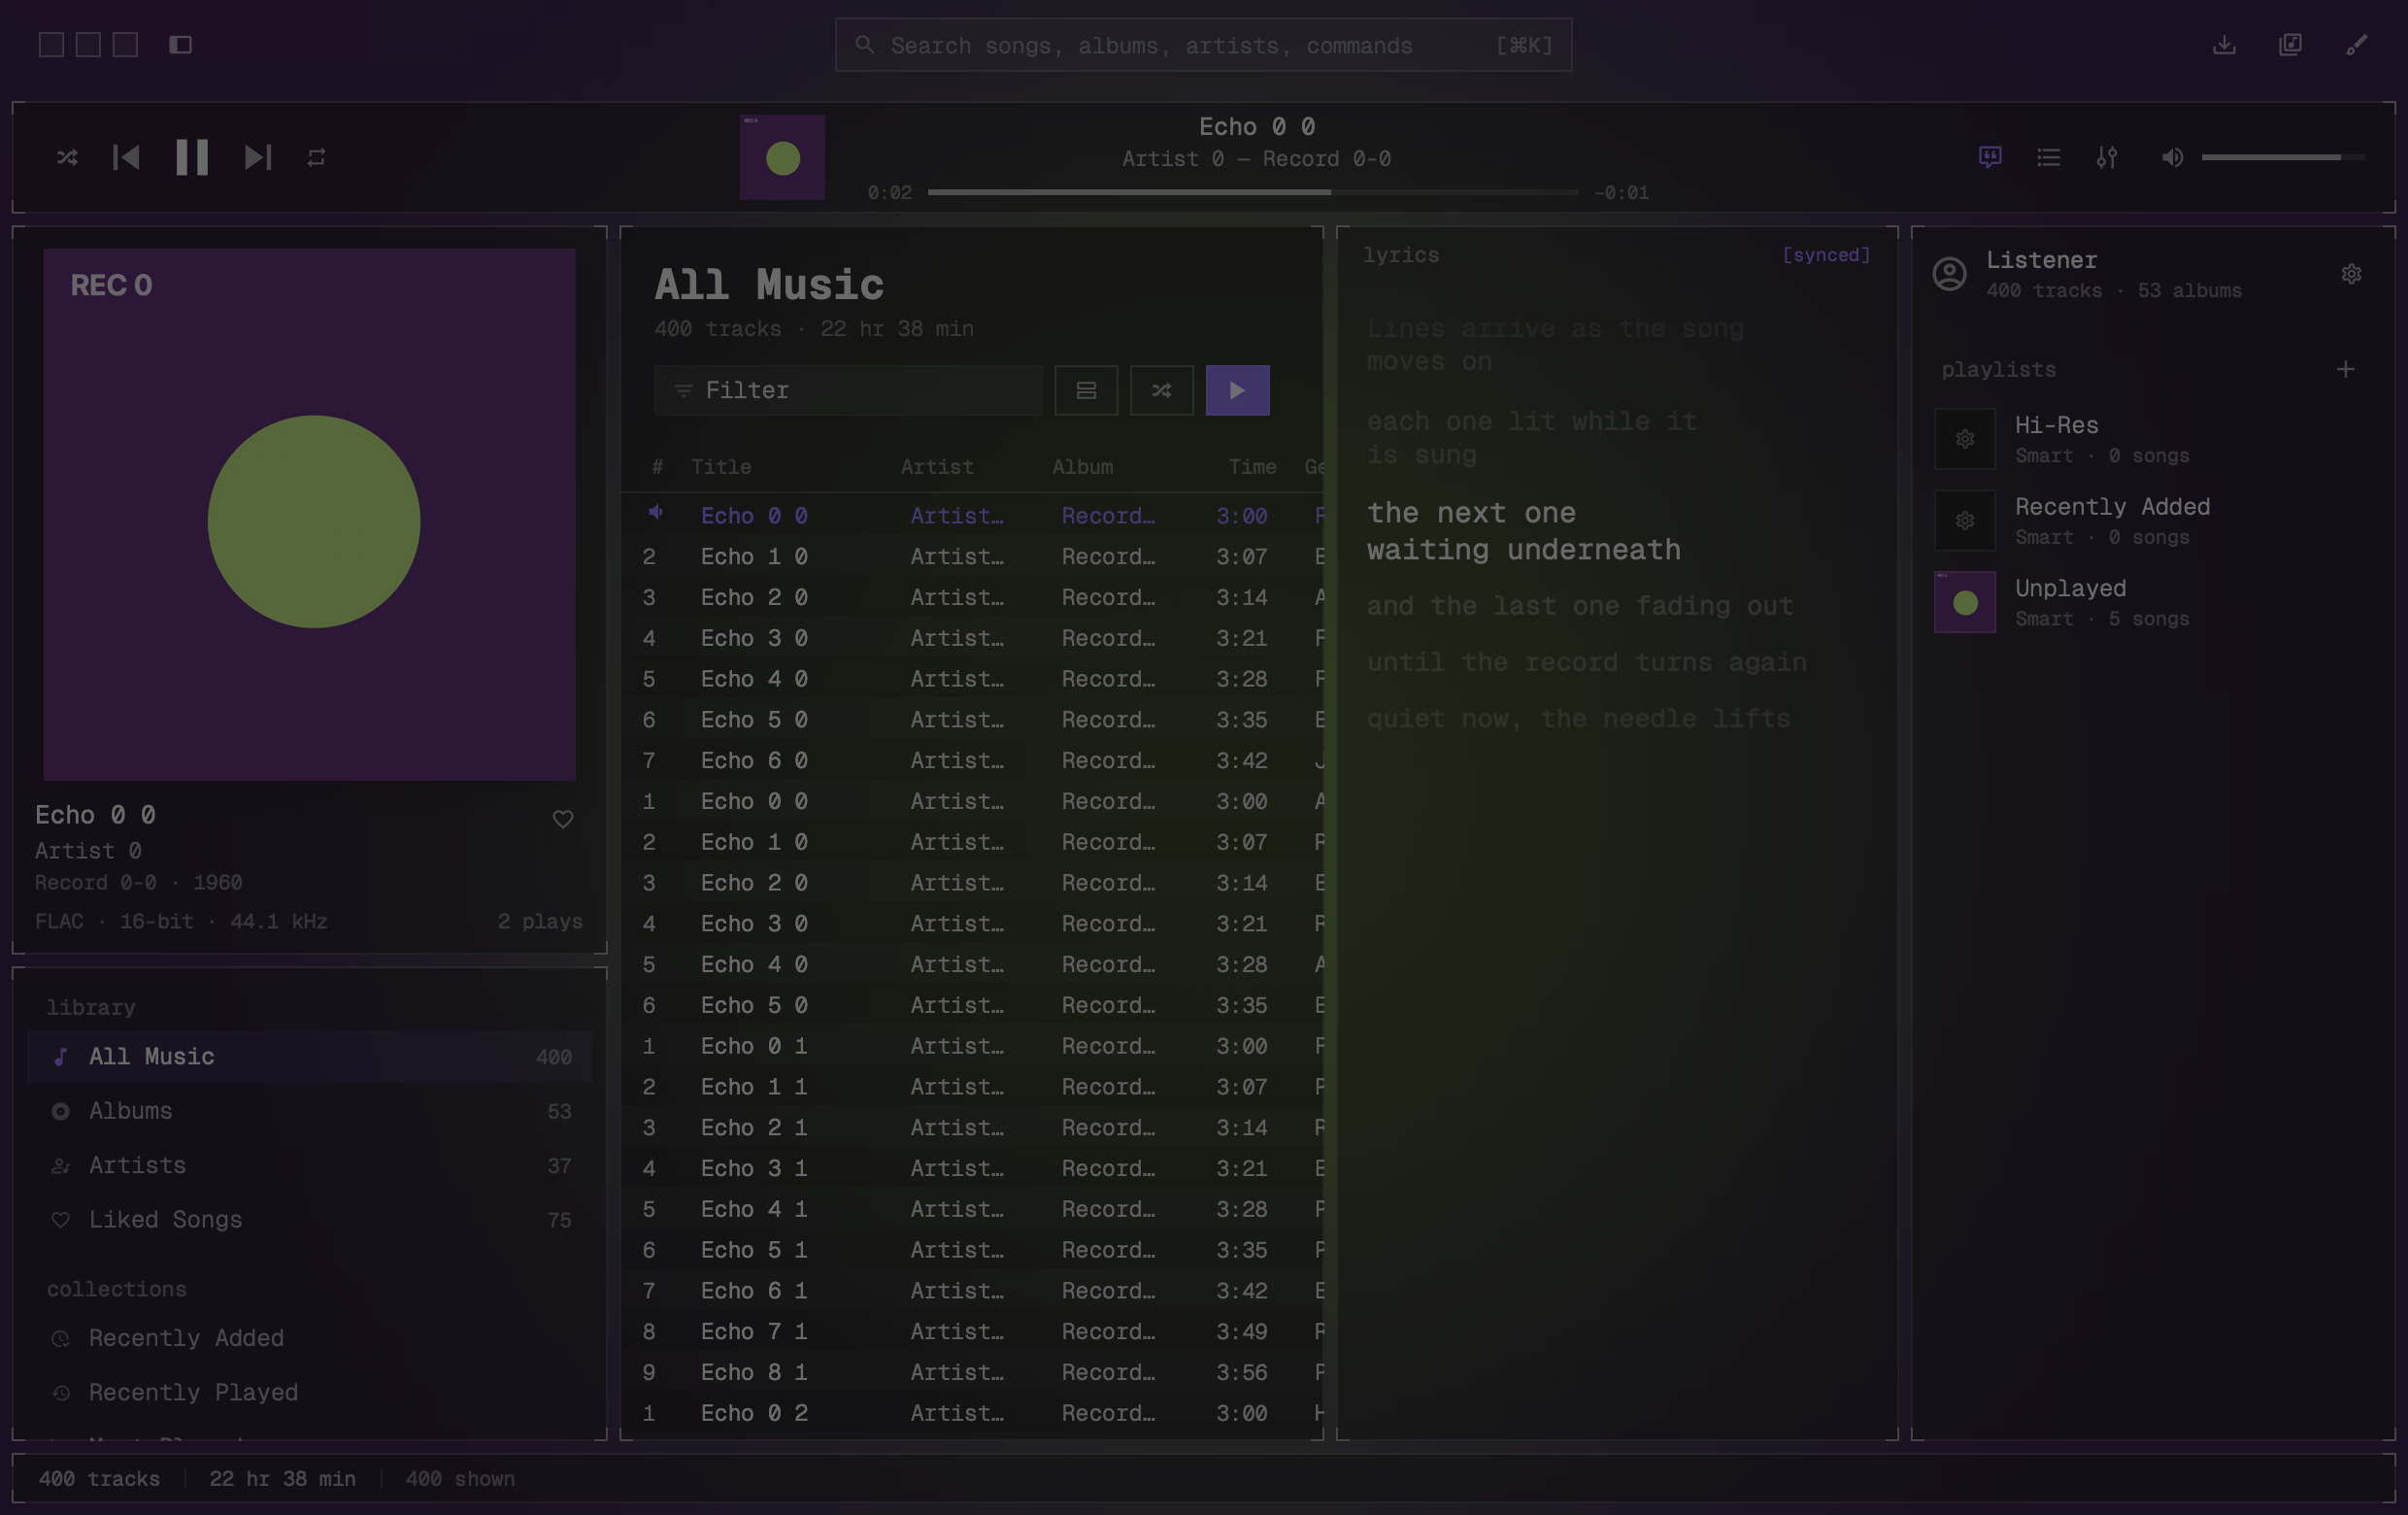 Search songs, albums, artists, commands [⌘K]
Echo 0 0
Artist 0 — Record 0-0
0:02 -0:01
REC 0
Echo 0 0
Artist 0
Record 0-0 · 1960
FLAC · 16-bit · 44.1 kHz 2 plays
library
All Music 400
Albums 53
Artists 37
Liked Songs 75
collections
Recently Added
Recently Played
All Music
400 tracks · 22 hr 38 min
Filter
# Title Artist Album Time Ge
Echo 0 0 Artist… Record… 3:00
2 Echo 1 0 Artist… Record… 3:07
3 Echo 2 0 Artist… Record… 3:14
4 Echo 3 0 Artist… Record… 3:21
5 Echo 4 0 Artist… Record… 3:28
6 Echo 5 0 Artist… Record… 3:35
7 Echo 6 0 Artist… Record… 3:42
1 Echo 0 0 Artist… Record… 3:00
2 Echo 1 0 Artist… Record… 3:07
3 Echo 2 0 Artist… Record… 3:14
4 Echo 3 0 Artist… Record… 3:21
5 Echo 4 0 Artist… Record… 3:28
6 Echo 5 0 Artist… Record… 3:35
1 Echo 0 1 Artist… Record… 3:00
2 Echo 1 1 Artist… Record… 3:07
3 Echo 2 1 Artist… Record… 3:14
4 Echo 3 1 Artist… Record… 3:21
5 Echo 4 1 Artist… Record… 3:28
6 Echo 5 1 Artist… Record… 3:35
7 Echo 6 1 Artist… Record… 3:42
8 Echo 7 1 Artist… Record… 3:49
9 Echo 8 1 Artist… Record… 3:56
1 Echo 0 2 Artist… Record… 3:00
lyrics [synced]
Lines arrive as the song
moves on
each one lit while it
is sung
the next one
waiting underneath
and the last one fading out
until the record turns again
quiet now, the needle lifts
Listener
400 tracks · 53 albums
playlists
Hi-Res
Smart · 0 songs
Recently Added
Smart · 0 songs
Unplayed
Smart · 5 songs
400 tracks 22 hr 38 min 400 shown